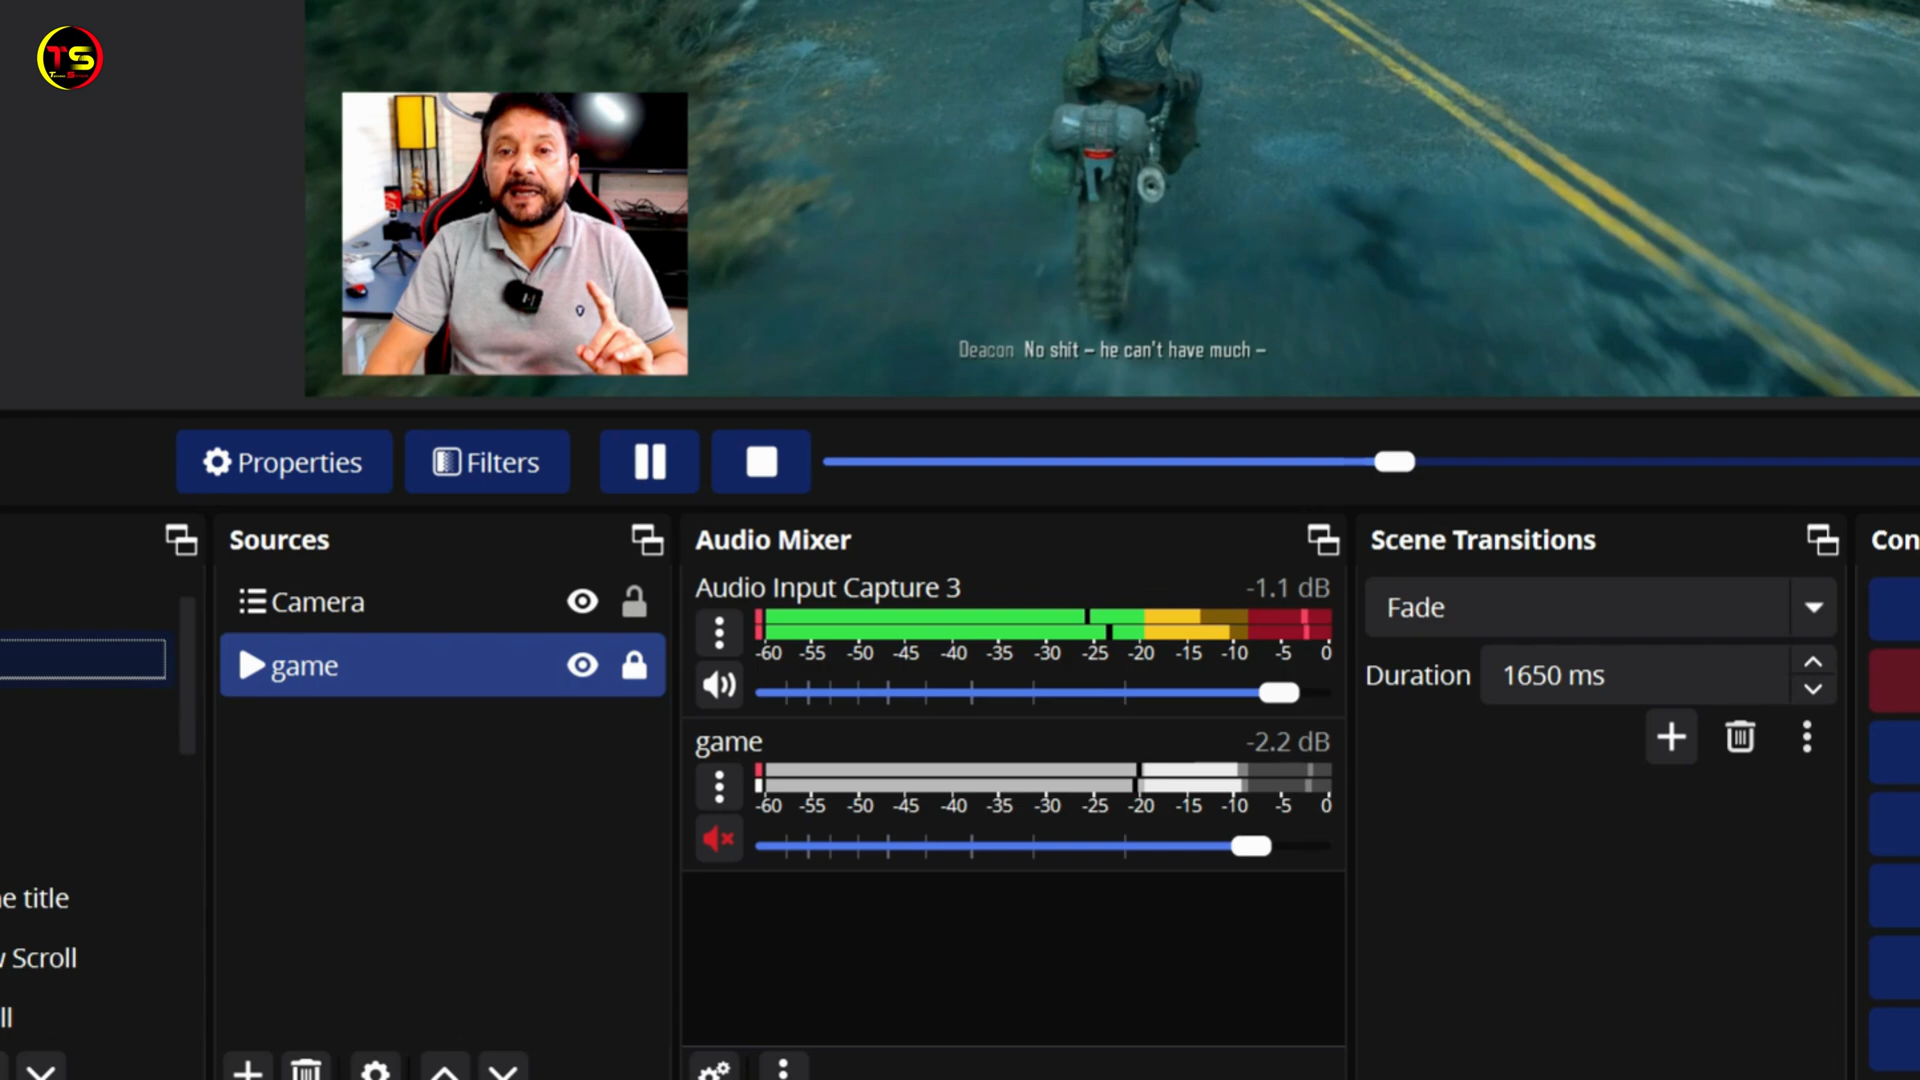 TS
Deacon No shit – he can't have much –
Properties
Filters
Sources
Audio Mixer
Scene Transitions
Con
Camera
game
Audio Input Capture 3
-1.1 dB
-60 -55 -50 -45 -40 -35 -30 -25 -20 -15 -10 -5 0
game
-2.2 dB
-60 -55 -50 -45 -40 -35 -30 -25 -20 -15 -10 -5 0
Fade
Duration 1650 ms
e title
w Scroll
ll